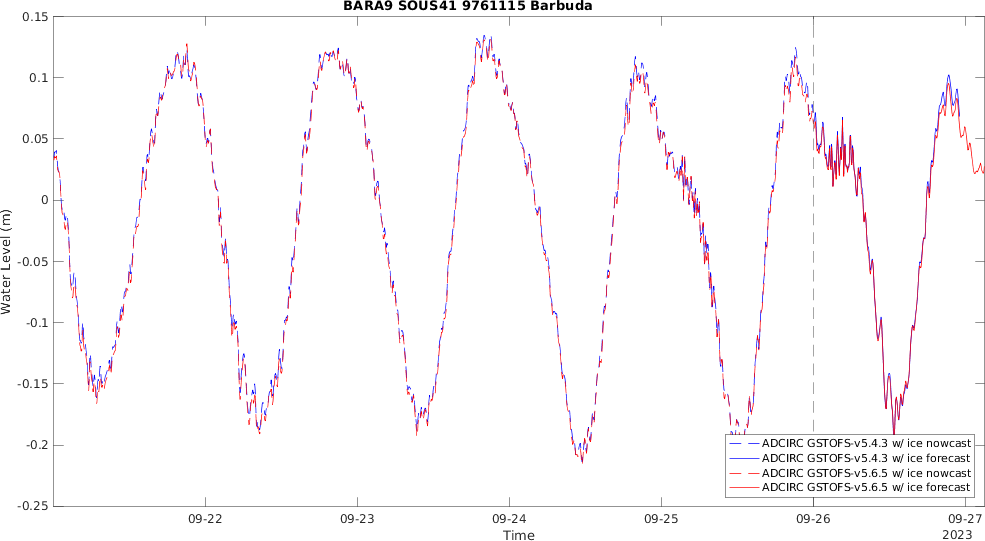 BARA9 SOUS41 9761115 Barbuda
0.15
0.1
0.05
0
-0.05
-0.1
-0.15
-0.2
-0.25
Water Level (m)
ADCIRC GSTOFS-v5.4.3 w/ ice nowcast
ADCIRC GSTOFS-v5.4.3 w/ ice forecast
ADCIRC GSTOFS-v5.6.5 w/ ice nowcast
ADCIRC GSTOFS-v5.6.5 w/ ice forecast
09-22 09-23 09-24 09-25 09-26 09-27
Time 2023